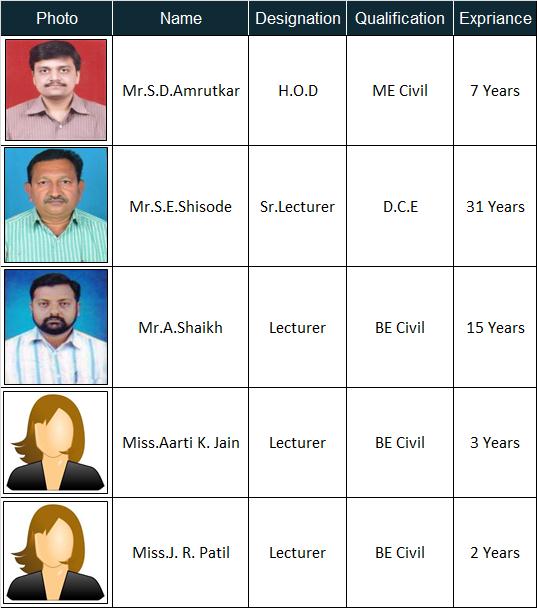 Photo Name Designation Qualification Expriance
Mr.S.D.Amrutkar H.O.D ME Civil 7 Years
Mr.S.E.Shisode Sr.Lecturer D.C.E 31 Years
Mr.A.Shaikh Lecturer BE Civil 15 Years
Miss.Aarti K. Jain Lecturer BE Civil 3 Years
Miss.J. R. Patil Lecturer BE Civil 2 Years